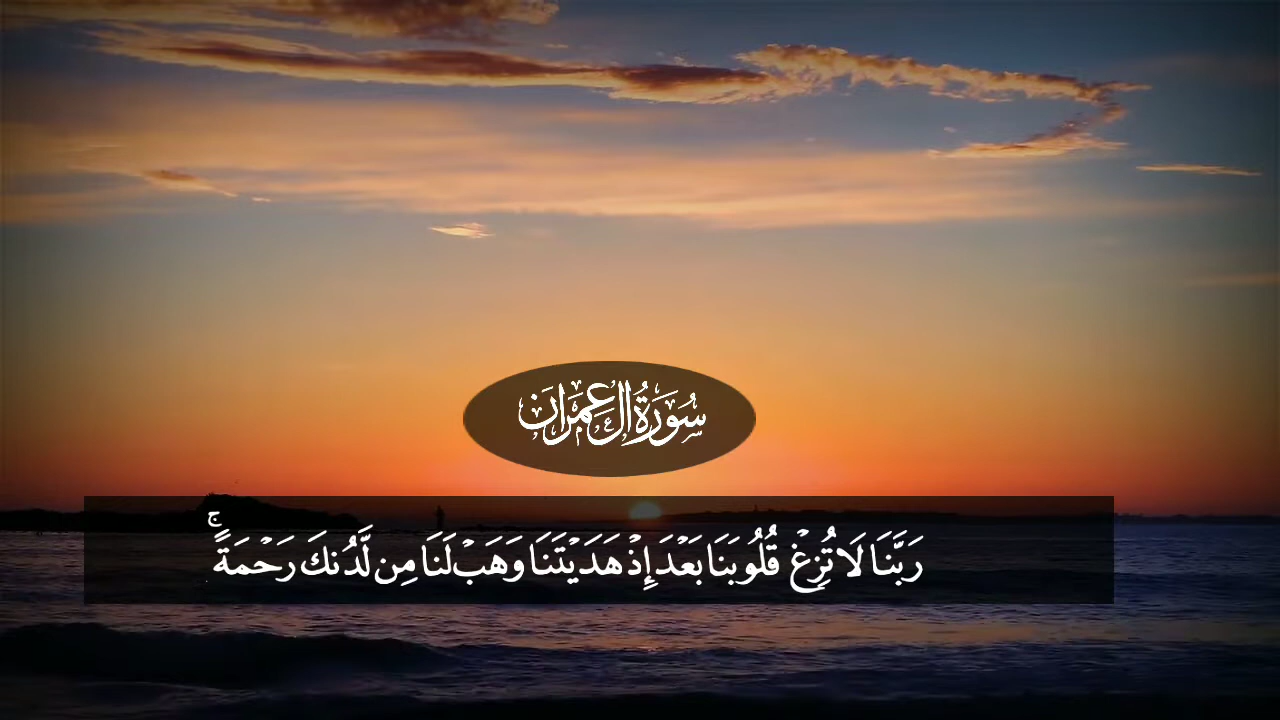 سُورَةُ آلِ عِمْرَانَ
رَبَّنَا لَا تُزِغْ قُلُوبَنَا بَعْدَ إِذْ هَدَيْتَنَا وَهَبْ لَنَا مِن لَّدُنكَ رَحْمَةً ۚ